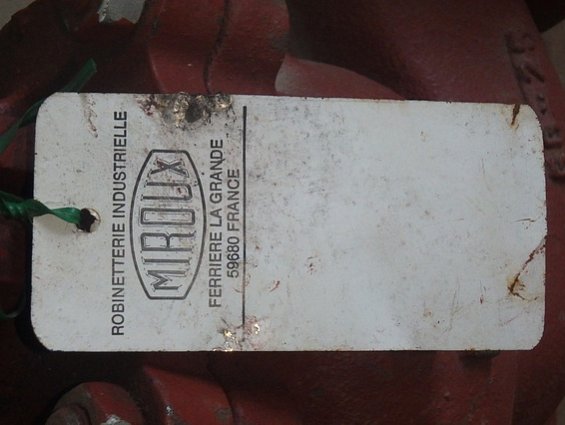 ROBINETTERIE INDUSTRIELLE
MIROUX
FERRIERE LA GRANDE
59680 FRANCE